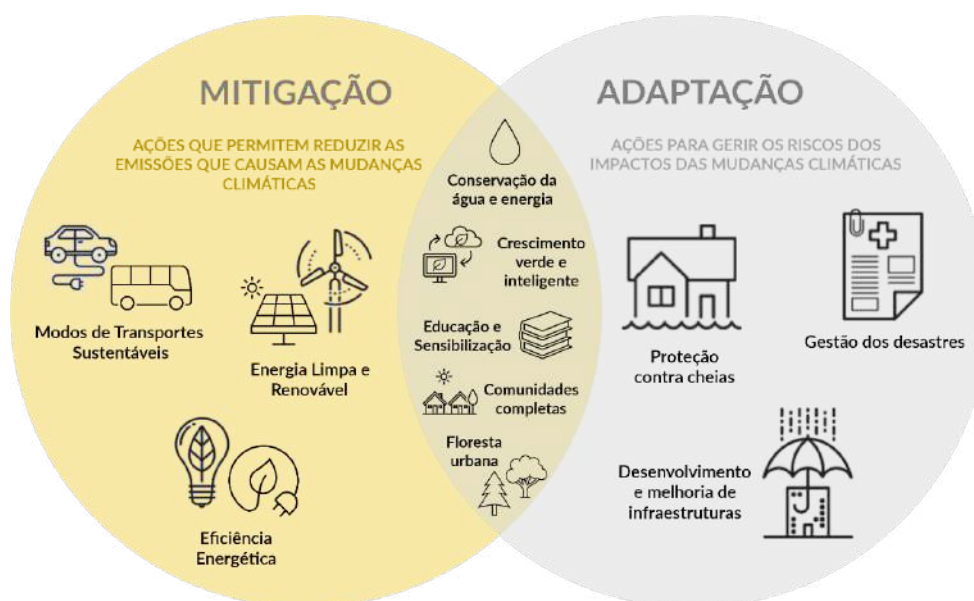 MITIGAÇÃO
AÇÕES QUE PERMITEM REDUZIR AS
EMISSÕES QUE CAUSAM AS MUDANÇAS
CLIMÁTICAS
Modos de Transportes
Sustentáveis
Energia Limpa e
Renovável
Eficiência
Energética
Conservação da
água e energia
Crescimento
verde e
inteligente
Educação e
Sensibilização
Comunidades
completas
Floresta
urbana
ADAPTAÇÃO
AÇÕES PARA GERIR OS RISCOS DOS
IMPACTOS DAS MUDANÇAS CLIMÁTICAS
Proteção
contra cheias
Gestão dos desastres
Desenvolvimento
e melhoria de
infraestruturas